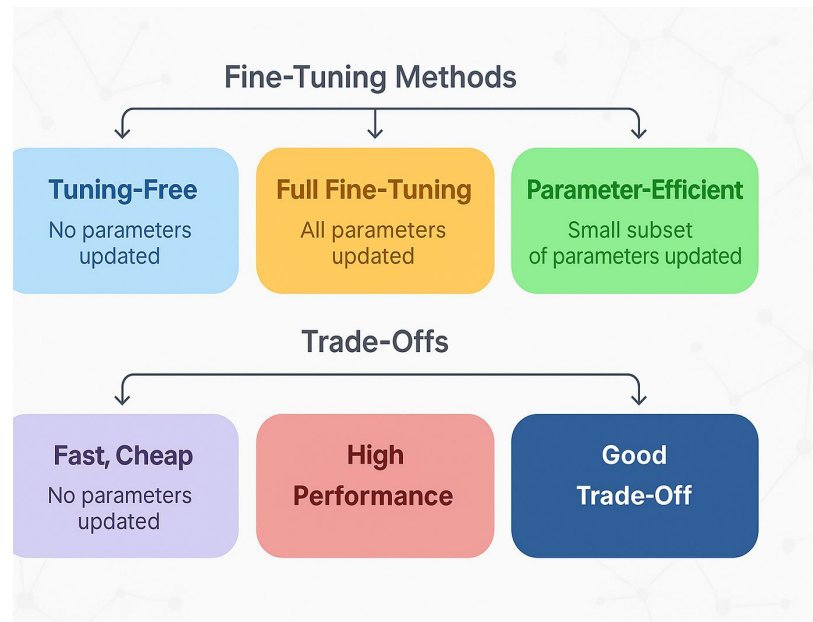 Fine-Tuning Methods
Tuning-Free
No parameters
updated
Full Fine-Tuning
All parameters
updated
Parameter-Efficient
Small subset
of parameters updated
Trade-Offs
Fast, Cheap
No parameters
updated
High
Performance
Good
Trade-Off